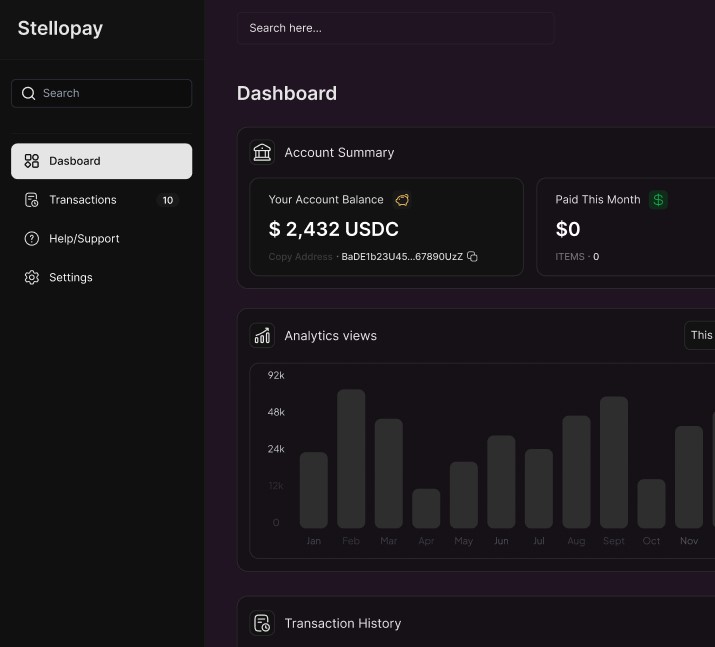 Stellopay
Search here...
Search
Dashboard
Dasboard
Account Summary
Transactions 10
Your Account Balance
Paid This Month $
$ 2,432 USDC
$0
Help/Support
Copy Address · BaDE1b23U45...67890UzZ
ITEMS · 0
Settings
Analytics views
This
92k
48k
24k
12k
0
Jan Feb Mar Apr May Jun Jul Aug Sept Oct Nov
Transaction History